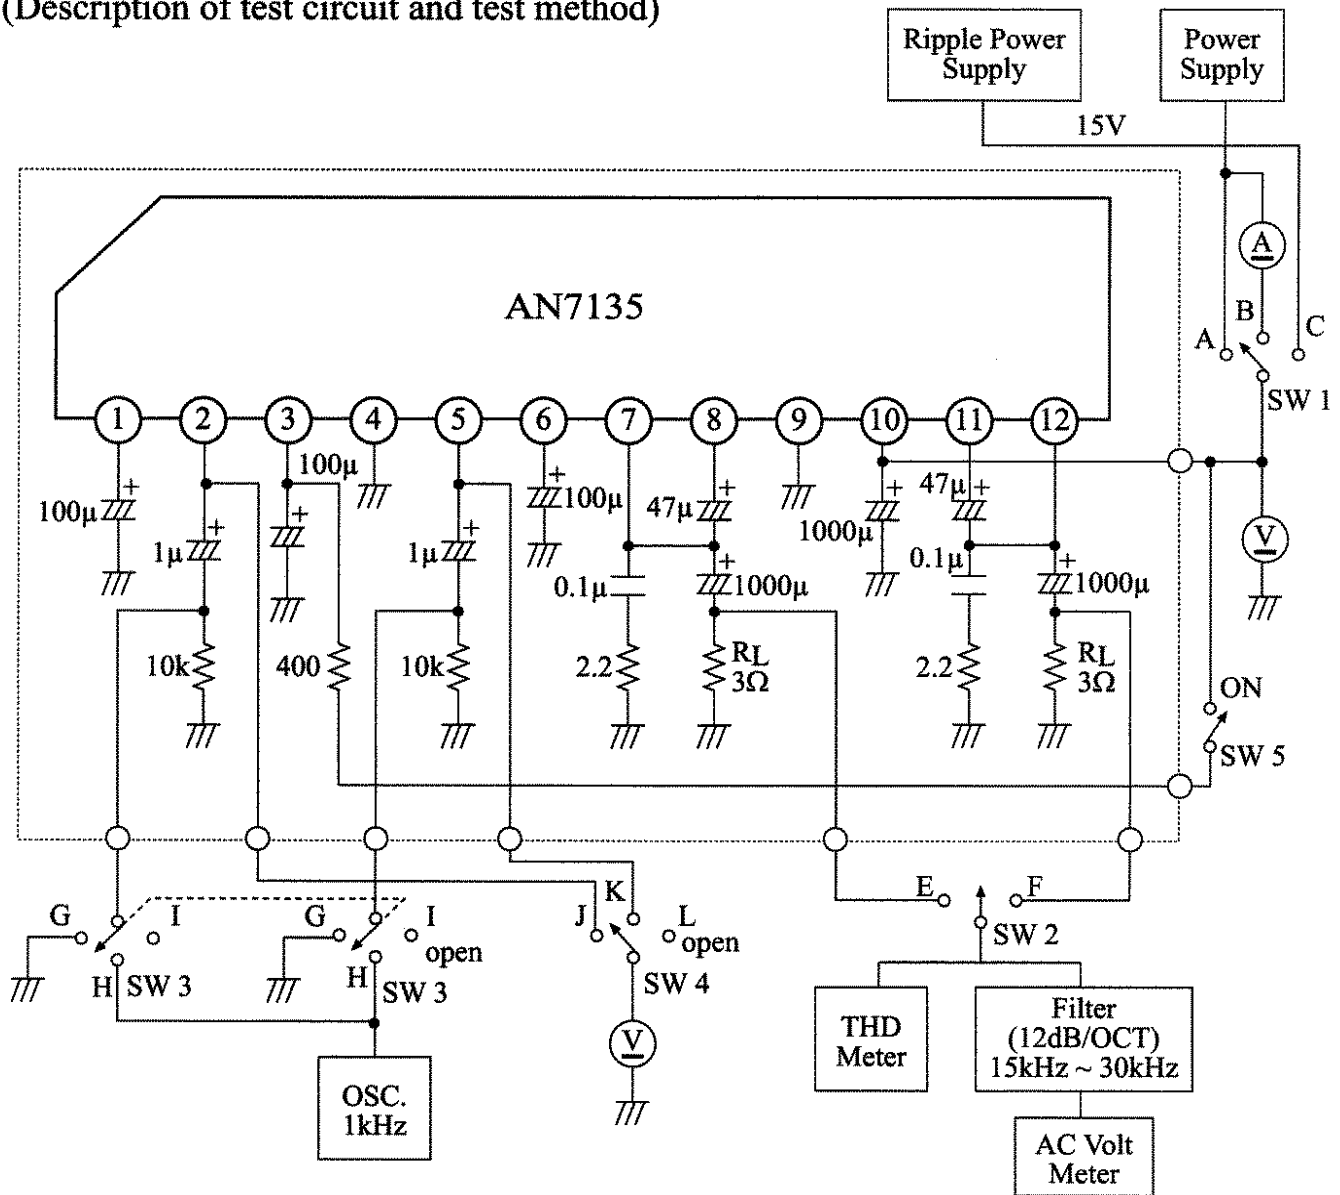 (Description of test circuit and test method)
Ripple Power
Supply
Power
Supply
15V
A
B
A
C
SW 1
AN7135
1 2 3 4 5 6 7 8 9 10 11 12
100μ
+
1μ
+
100μ
+
1μ
+
+
100μ
47μ
+
1000μ
+
47μ
+
0.1μ
+
1000μ
0.1μ
+
1000μ
V
10k
400
10k
2.2
RL
3Ω
2.2
RL
3Ω
ON
SW 5
G
I
H
SW 3
G
I
open
H
SW 3
K
J
L
open
SW 4
E
F
SW 2
V
OSC.
1kHz
THD
Meter
Filter
(12dB/OCT)
15kHz ~ 30kHz
AC Volt
Meter